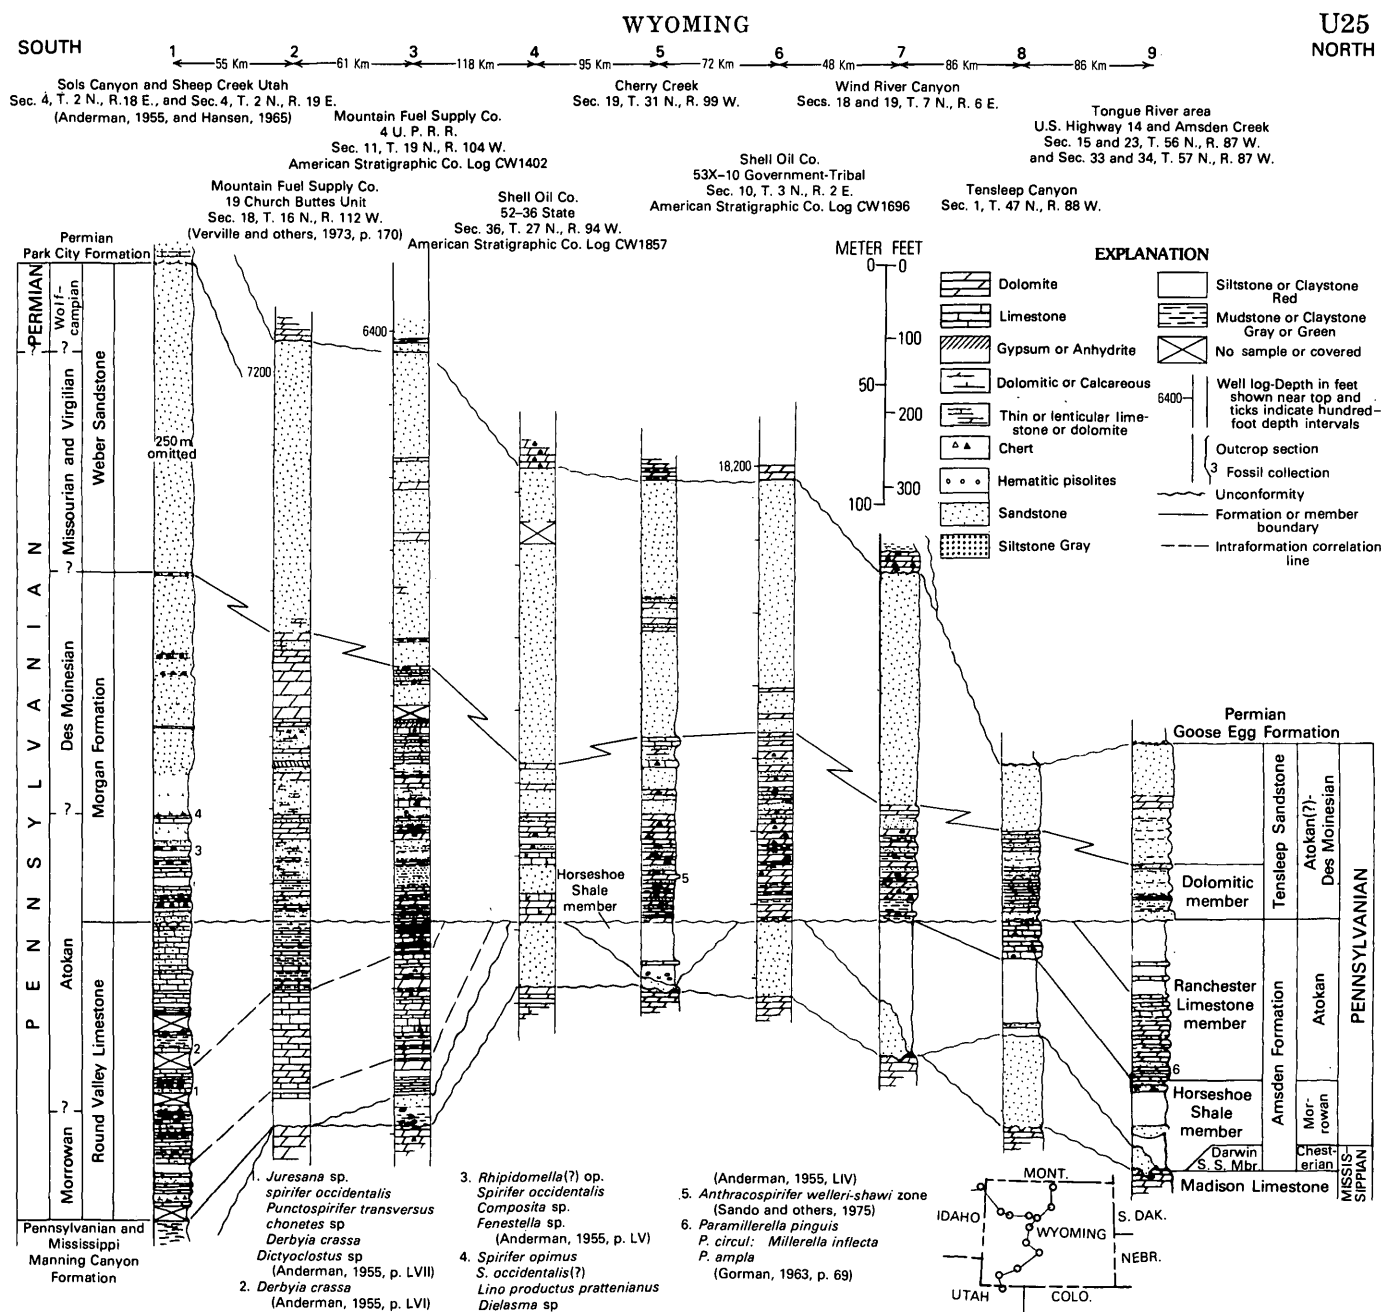 WYOMING
U25
SOUTH
NORTH
1 2 3 4 5 6 7 8 9
55 Km 61 Km 118 Km 95 Km 72 Km 48 Km 86 Km 86 Km
Sols Canyon and Sheep Creek Utah
Sec. 4, T. 2 N., R.18 E., and Sec. 4, T. 2 N., R. 19 E.
(Anderman, 1955, and Hansen, 1965)
Mountain Fuel Supply Co.
4 U. P. R. R.
Sec. 11, T. 19 N., R. 104 W.
American Stratigraphic Co. Log CW1402
Cherry Creek
Sec. 19, T. 31 N., R. 99 W.
Wind River Canyon
Secs. 18 and 19, T. 7 N., R. 6 E.
Tongue River area
U.S. Highway 14 and Amsden Creek
Sec. 15 and 23, T. 56 N., R. 87 W.
and Sec. 33 and 34, T. 57 N., R. 87 W.
Mountain Fuel Supply Co.
19 Church Buttes Unit
Sec. 18, T. 16 N., R. 112 W.
(Verville and others, 1973, p. 170)
Shell Oil Co.
52–36 State
Sec. 36, T. 27 N., R. 94 W.
American Stratigraphic Co. Log CW1857
Shell Oil Co.
53X–10 Government-Tribal
Sec. 10, T. 3 N., R. 2 E.
American Stratigraphic Co. Log CW1696
Tensleep Canyon
Sec. 1, T. 47 N., R. 88 W.
Permian
Park City Formation
PERMIAN
Wolf-
campian
?
?
Missourian and Virgilian
Weber Sandstone
250 m
omitted
7200
6400
18,200
PENNSYLVANIAN
?
?
Des Moinesian
Morgan Formation
?
Atokan
Round Valley Limestone
?
Morrowan
Pennsylvanian and
Mississippi
Manning Canyon
Formation
4
3
2
1
5
6
Horseshoe
Shale
member
METER FEET
0 0
100
50
200
100
300
EXPLANATION
Dolomite
Limestone
Gypsum or Anhydrite
Dolomitic or Calcareous
Thin or lenticular lime-
stone or dolomite
Chert
Hematitic pisolites
Sandstone
Siltstone Gray
Siltstone or Claystone
Red
Mudstone or Claystone
Gray or Green
No sample or covered
6400
Well log-Depth in feet
shown near top and
ticks indicate hundred-
foot depth intervals
Outcrop section
3 Fossil collection
Unconformity
Formation or member
boundary
Intraformation correlation
line
Permian
Goose Egg Formation
Dolomitic
member
Tensleep Sandstone
Atokan(?)-
Des Moinesian
Ranchester
Limestone
member
Horseshoe
Shale
member
Amsden Formation
Atokan
Mor-
rowan
PENNSYLVANIAN
Darwin
S. S. Mbr.
Chest-
erian
MISSIS-
SIPPIAN
Madison Limestone
1. Juresana sp.
spirifer occidentalis
Punctospirifer transversus
chonetes sp
Derbyia crassa
Dictyoclostus sp
(Anderman, 1955, p. LVII)
2. Derbyia crassa
(Anderman, 1955, p. LVI)
3. Rhipidomella(?) op.
Spirifer occidentalis
Composita sp.
Fenestella sp.
(Anderman, 1955, p. LV)
4. Spirifer opimus
S. occidentalis(?)
Lino productus prattenianus
Dielasma sp
(Anderman, 1955, LIV)
5. Anthracospirifer welleri-shawi zone
(Sando and others, 1975)
6. Paramillerella pinguis
P. circul: Millerella inflecta
P. ampla
(Gorman, 1963, p. 69)
MONT.
IDAHO
S. DAK.
WYOMING
NEBR.
UTAH
COLO.